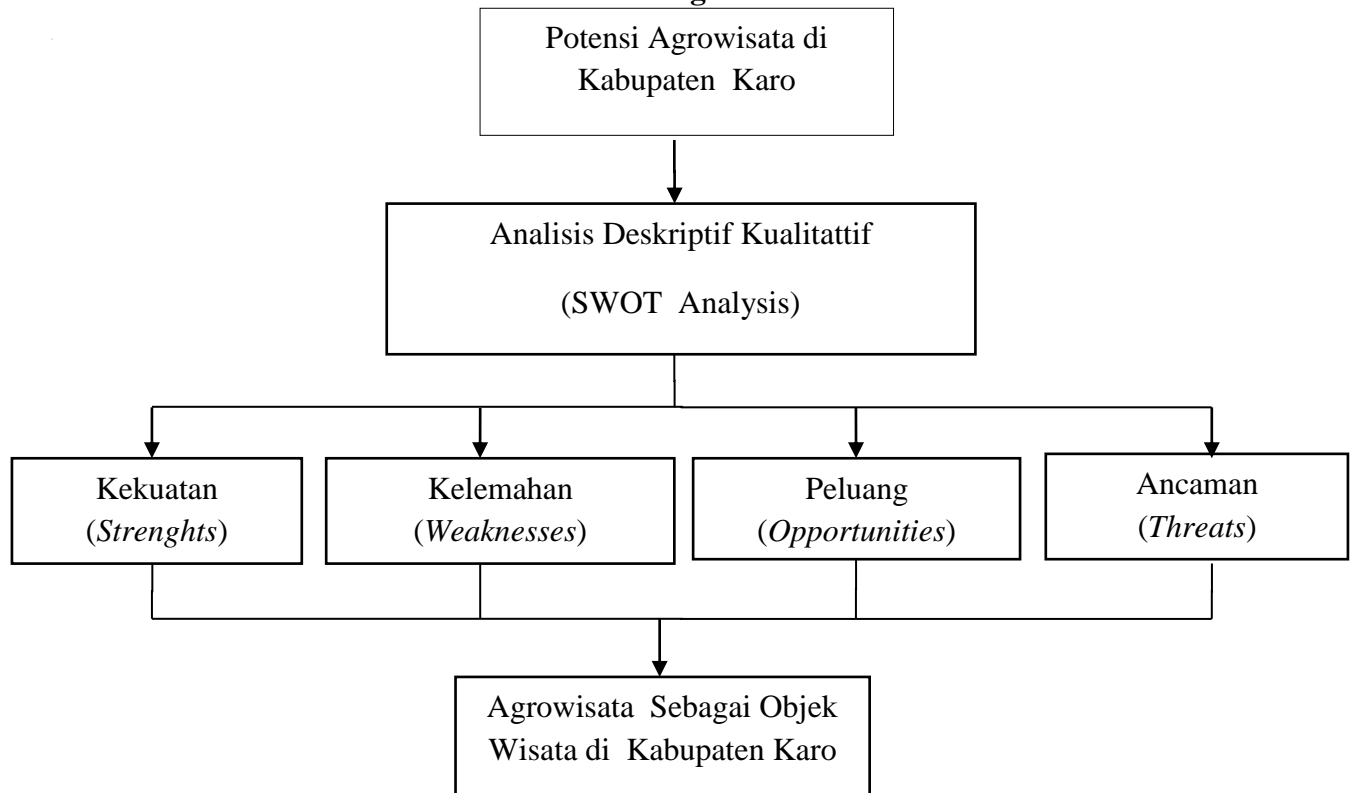 Potensi Agrowisata di
Kabupaten Karo
Analisis Deskriptif Kualitattif
(SWOT Analysis)
Kekuatan
(Strenghts)
Kelemahan
(Weaknesses)
Peluang
(Opportunities)
Ancaman
(Threats)
Agrowisata Sebagai Objek
Wisata di Kabupaten Karo